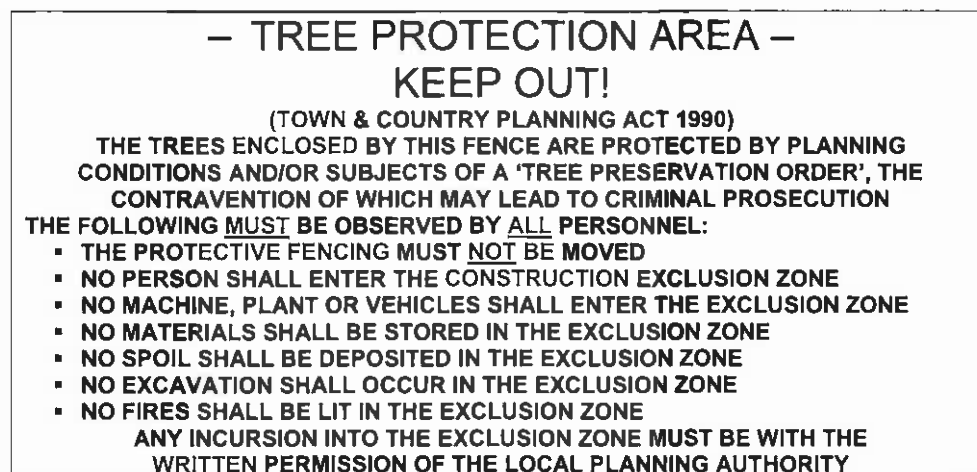 – TREE PROTECTION AREA –
KEEP OUT!
(TOWN & COUNTRY PLANNING ACT 1990)
THE TREES ENCLOSED BY THIS FENCE ARE PROTECTED BY PLANNING
CONDITIONS AND/OR SUBJECTS OF A 'TREE PRESERVATION ORDER', THE
CONTRAVENTION OF WHICH MAY LEAD TO CRIMINAL PROSECUTION
THE FOLLOWING MUST BE OBSERVED BY ALL PERSONNEL:
▪ THE PROTECTIVE FENCING MUST NOT BE MOVED
▪ NO PERSON SHALL ENTER THE CONSTRUCTION EXCLUSION ZONE
▪ NO MACHINE, PLANT OR VEHICLES SHALL ENTER THE EXCLUSION ZONE
▪ NO MATERIALS SHALL BE STORED IN THE EXCLUSION ZONE
▪ NO SPOIL SHALL BE DEPOSITED IN THE EXCLUSION ZONE
▪ NO EXCAVATION SHALL OCCUR IN THE EXCLUSION ZONE
▪ NO FIRES SHALL BE LIT IN THE EXCLUSION ZONE
ANY INCURSION INTO THE EXCLUSION ZONE MUST BE WITH THE
WRITTEN PERMISSION OF THE LOCAL PLANNING AUTHORITY